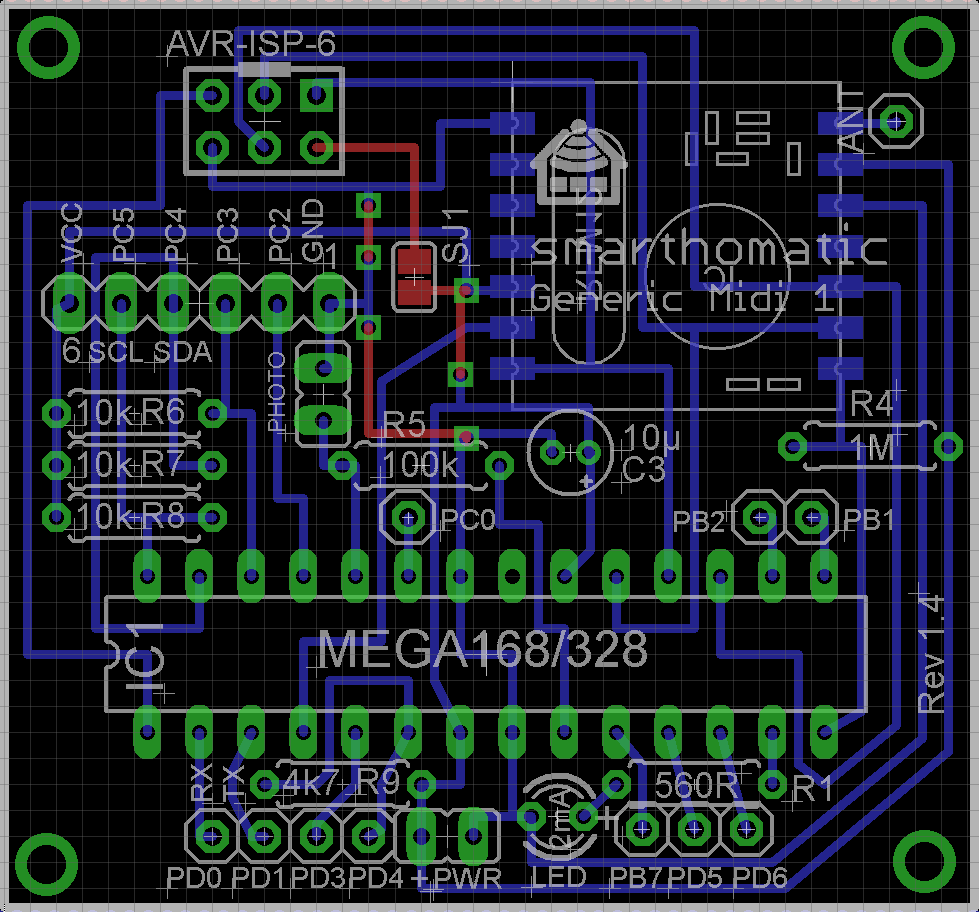 AVR-ISP-6
ANT
VCC
PC5
PC4
PC3
PC2
GND
1
SJ1
smarthomatic
Generic Midi 1
6 SCL SDA
PHOTO
R4
1M
10k R6
10k R7
10k R8
R5
100k
10µ
C3
PC0
PB2
PB1
IC1
MEGA168/328
Rev 1.4
RX
TX
4k7 R9
2mA
+
560R
R1
PD0 PD1 PD3 PD4 + PWR
LED
PB7 PD5 PD6